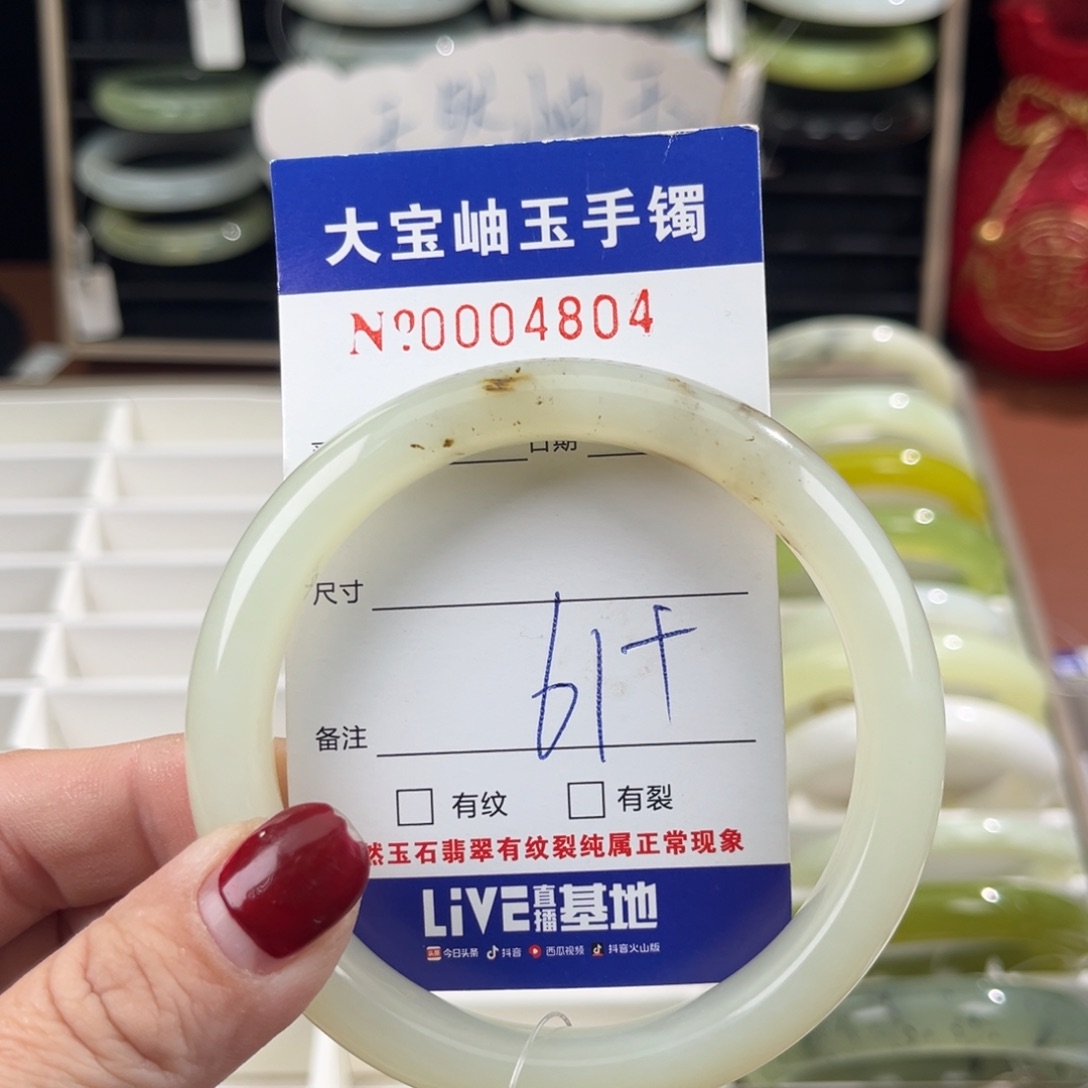 大宝岫玉手镯
Nº0004804
日期
尺寸
61+
备注
有纹 有裂
然玉石翡翠有纹裂纯属正常现象
LiVE直播基地
头条 今日头条 抖音 西瓜视频 抖音火山版